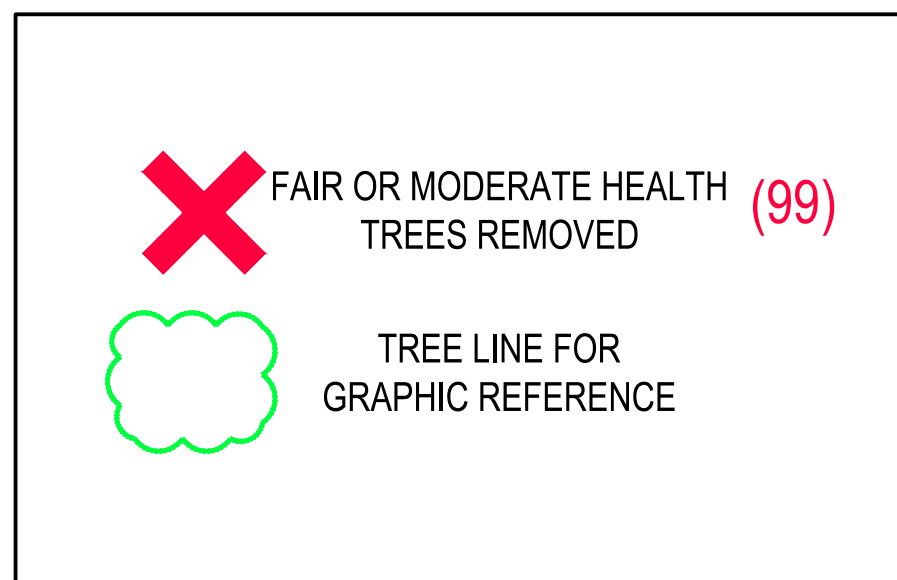 FAIR OR MODERATE HEALTH (99)
TREES REMOVED
TREE LINE FOR
GRAPHIC REFERENCE